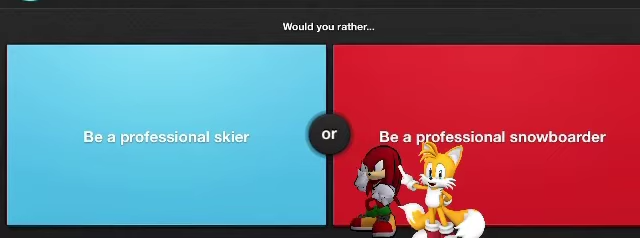 Would you rather...
Be a professional skier
or
Be a professional snowboarder